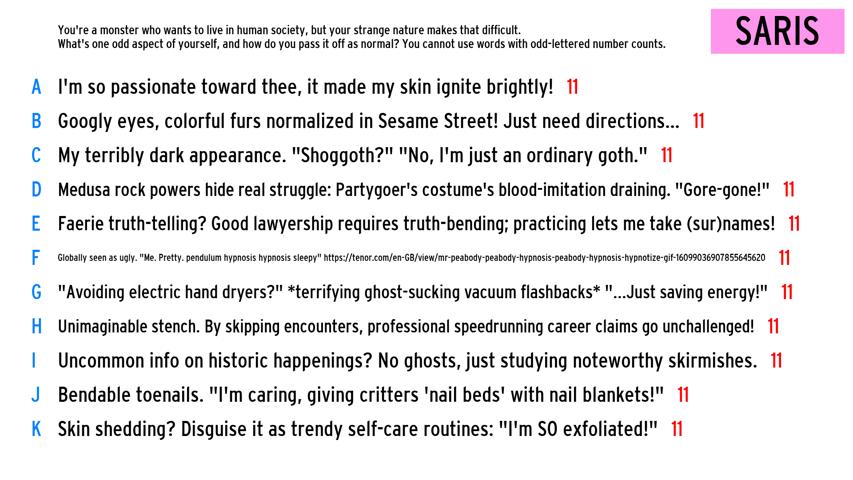 You're a monster who wants to live in human society, but your strange nature makes that difficult.
What's one odd aspect of yourself, and how do you pass it off as normal? You cannot use words with odd-lettered number counts.
SARIS
A I'm so passionate toward thee, it made my skin ignite brightly! 11
B Googly eyes, colorful furs normalized in Sesame Street! Just need directions... 11
C My terribly dark appearance. "Shoggoth?" "No, I'm just an ordinary goth." 11
D Medusa rock powers hide real struggle: Partygoer's costume's blood-imitation draining. "Gore-gone!" 11
E Faerie truth-telling? Good lawyership requires truth-bending; practicing lets me take (sur)names! 11
F Globally seen as ugly. "Me. Pretty. pendulum hypnosis hypnosis sleepy" https://tenor.com/en-GB/view/mr-peabody-peabody-hypnosis-peabody-hypnosis-hypnotize-gif-16099036907855645620 11
G "Avoiding electric hand dryers?" *terrifying ghost-sucking vacuum flashbacks* "...Just saving energy!" 11
H Unimaginable stench. By skipping encounters, professional speedrunning career claims go unchallenged! 11
I Uncommon info on historic happenings? No ghosts, just studying noteworthy skirmishes. 11
J Bendable toenails. "I'm caring, giving critters 'nail beds' with nail blankets!" 11
K Skin shedding? Disguise it as trendy self-care routines: "I'm SO exfoliated!" 11